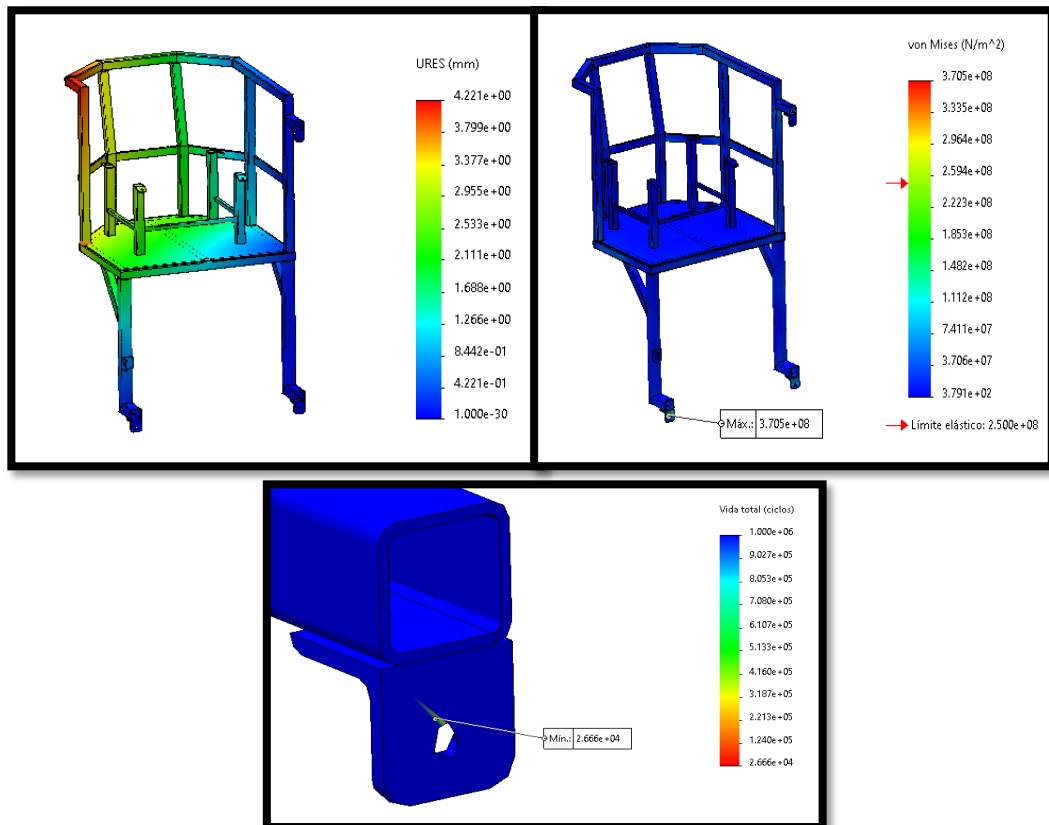 URES (mm)
4.221e+00
3.799e+00
3.377e+00
2.955e+00
2.533e+00
2.111e+00
1.688e+00
1.266e+00
8.442e-01
4.221e-01
1.000e-30
von Mises (N/m^2)
3.705e+08
3.335e+08
2.964e+08
2.594e+08
2.223e+08
1.853e+08
1.482e+08
1.112e+08
7.411e+07
3.706e+07
3.791e+02
Límite elástico: 2.500e+08
Máx.: 3.705e+08
Vida total (ciclos)
1.000e+06
9.027e+05
8.053e+05
7.080e+05
6.107e+05
5.133e+05
3.187e+05
2.213e+05
1.240e+05
2.666e+04
Mín.: 2.666e+04